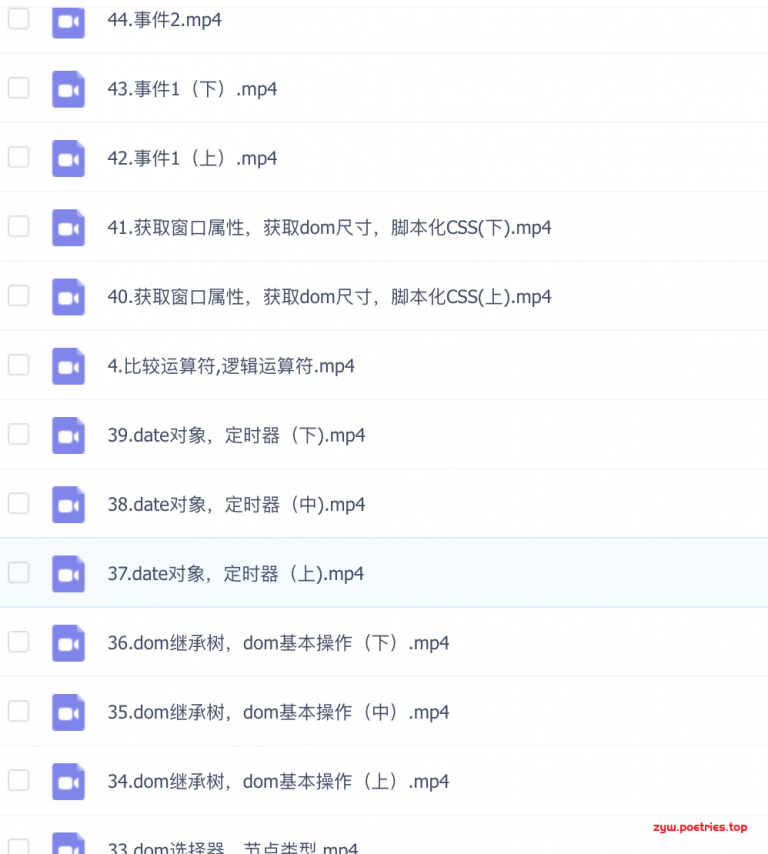 44.事件2.mp4
43.事件1（下）.mp4
42.事件1（上）.mp4
41.获取窗口属性，获取dom尺寸，脚本化CSS(下).mp4
40.获取窗口属性，获取dom尺寸，脚本化CSS(上).mp4
4.比较运算符,逻辑运算符.mp4
39.date对象，定时器（下).mp4
38.date对象，定时器（中).mp4
37.date对象，定时器（上).mp4
36.dom继承树，dom基本操作（下）.mp4
35.dom继承树，dom基本操作（中）.mp4
34.dom继承树，dom基本操作（上）.mp4
zyw.poetries.top
33.dom选择器，节点类型.mp4